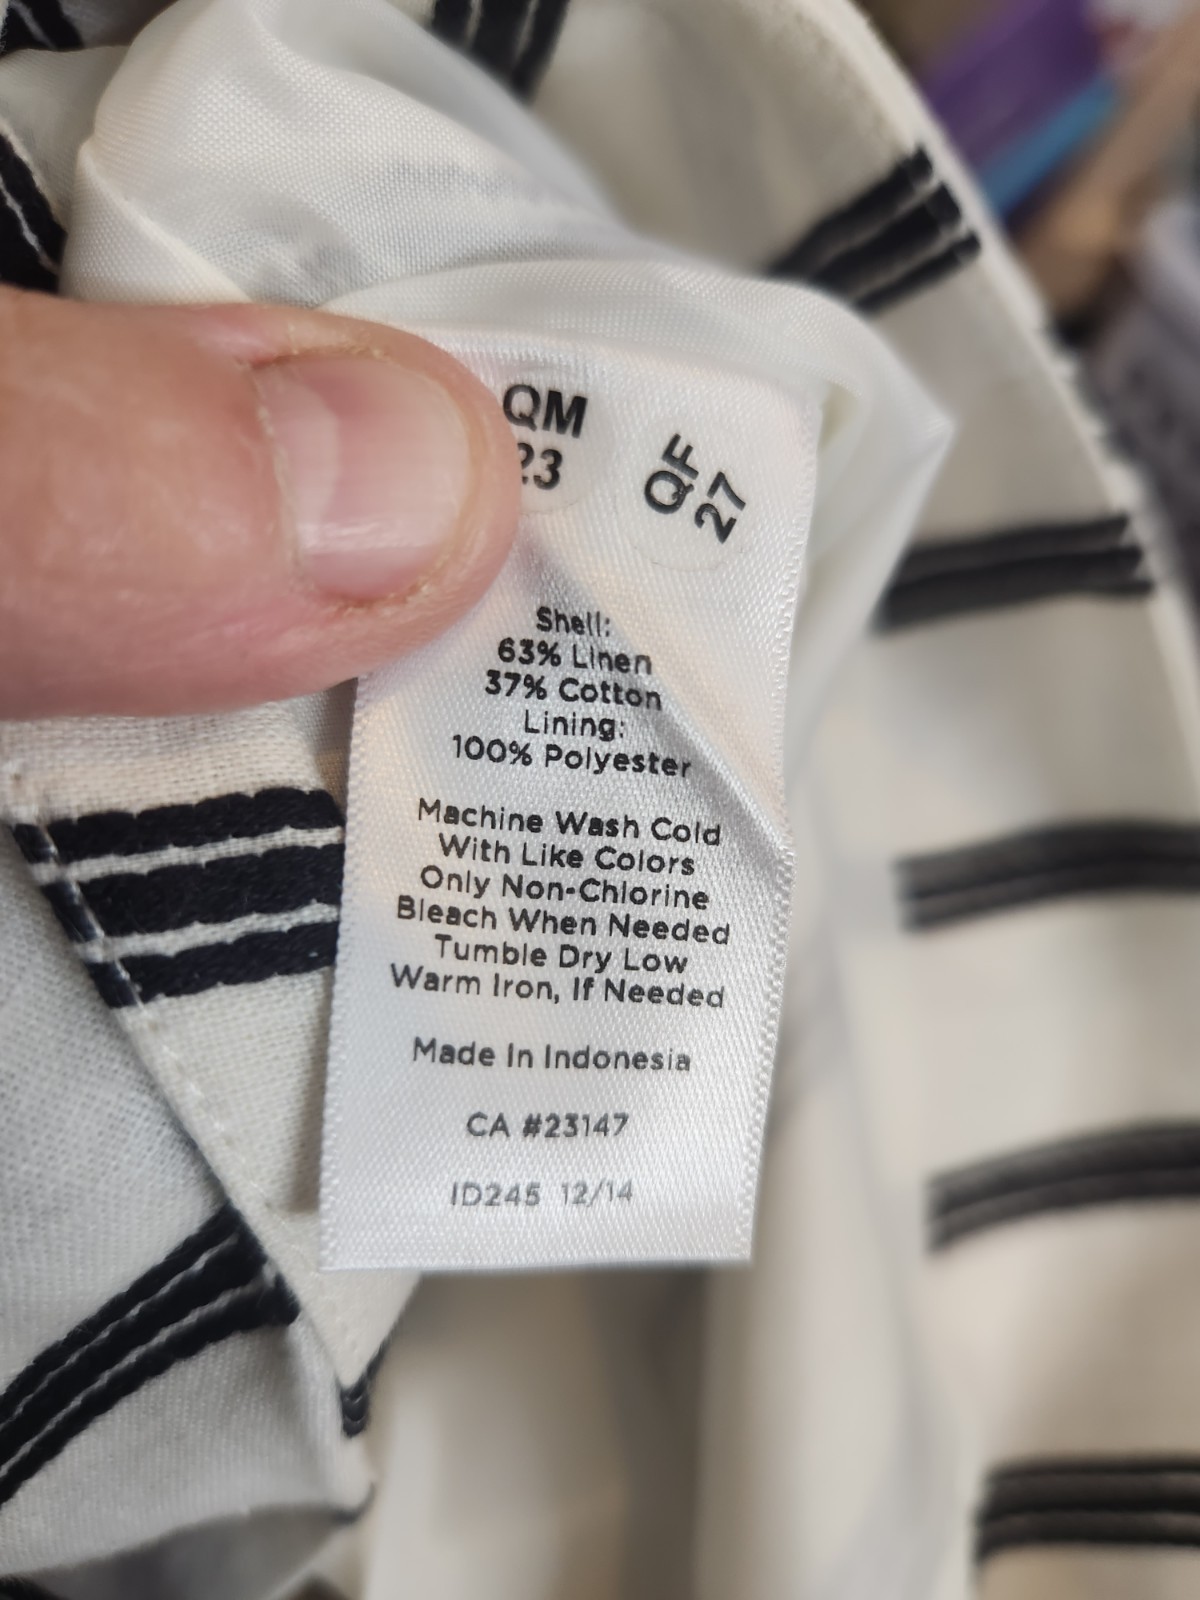 QM
23
QF
27
Shell:
63% Linen
37% Cotton
Lining:
100% Polyester
Machine Wash Cold
With Like Colors
Only Non-Chlorine
Bleach When Needed
Tumble Dry Low
Warm Iron, If Needed
Made In Indonesia
CA #23147
ID245 12/14